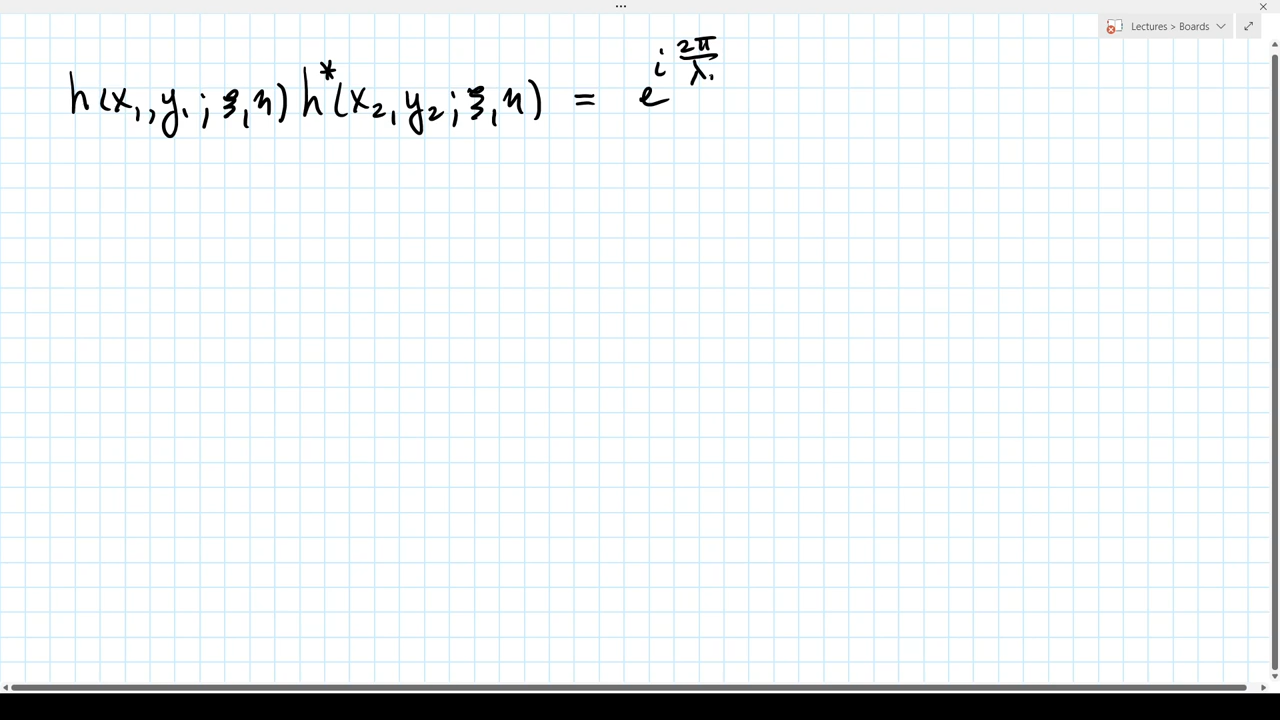 Lectures > Boards
h(x₁,y₁;ξ,η) h*(x₂,y₂;ξ,η) = e^{i 2π/λ₁}